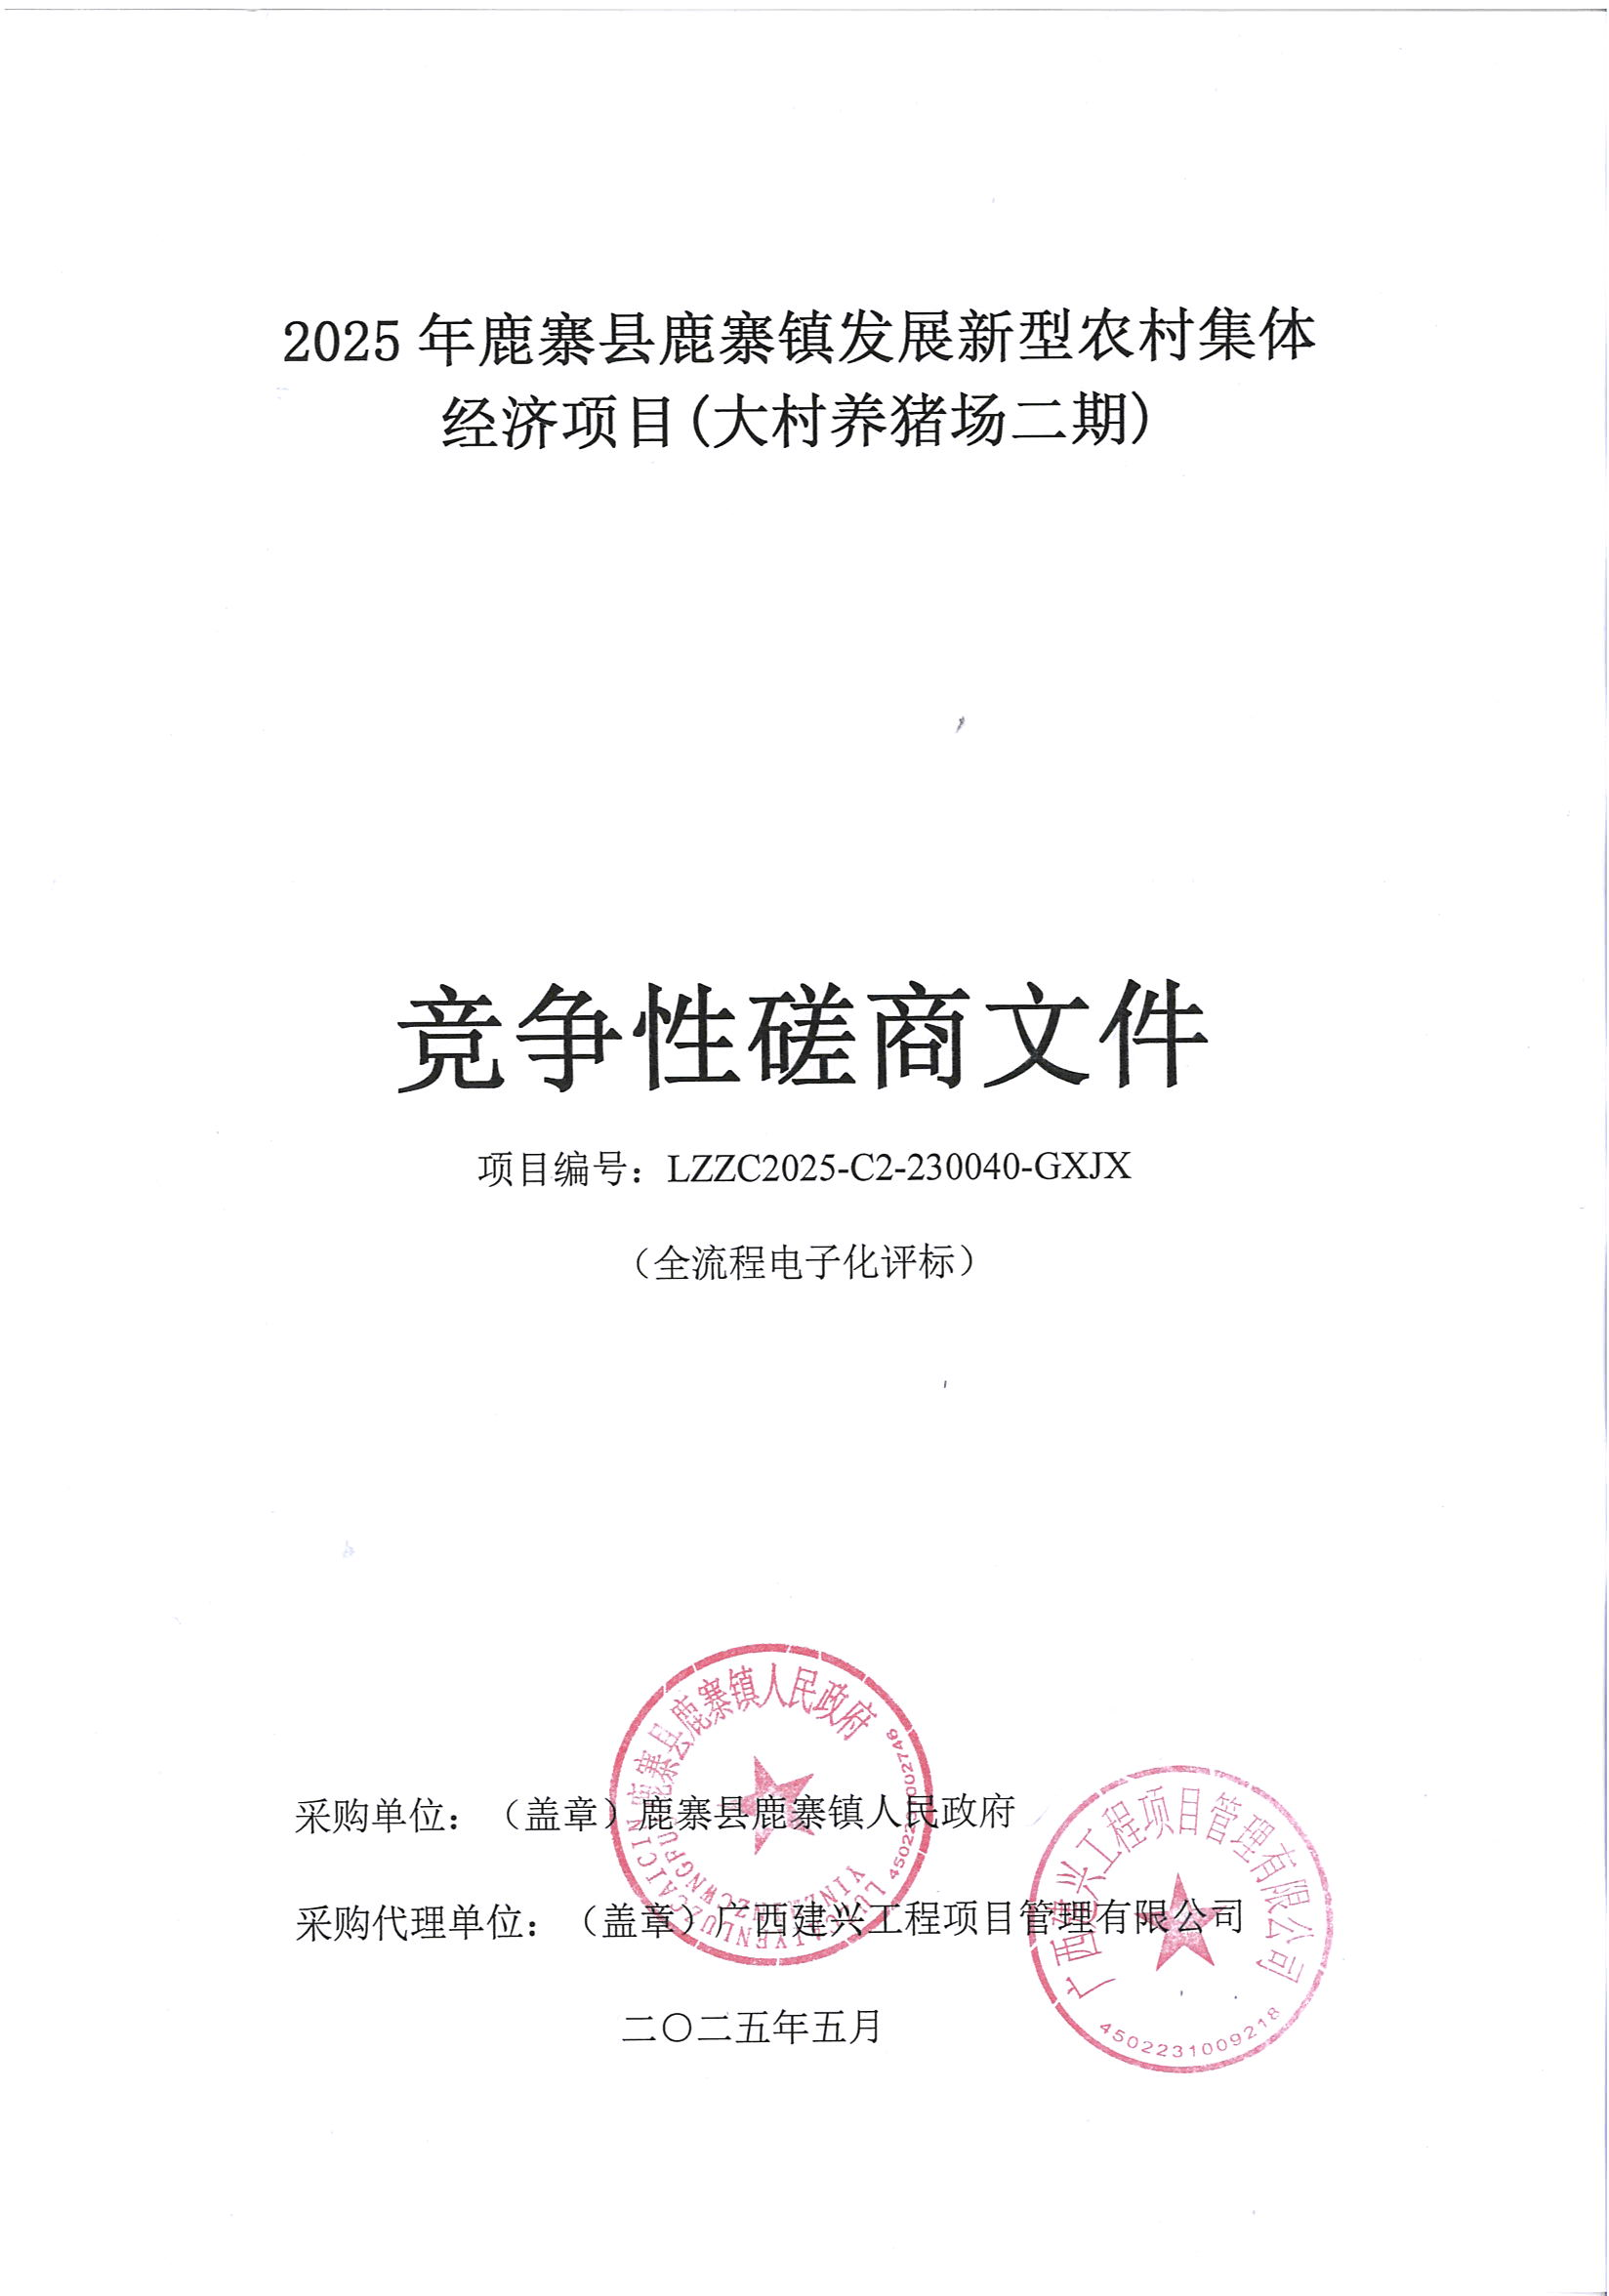 2025 年鹿寨县鹿寨镇发展新型农村集体
经济项目(大村养猪场二期)
竞争性磋商文件
项目编号：LZZC2025-C2-230040-GXJX
（全流程电子化评标）
鹿寨县鹿寨镇人民政府
采购单位：（盖章）鹿寨县鹿寨镇人民政府
采购代理单位：（盖章）广西建兴工程项目管理有限公司
广西建兴工程项目管理有限公司
4502231009218
二〇二五年五月